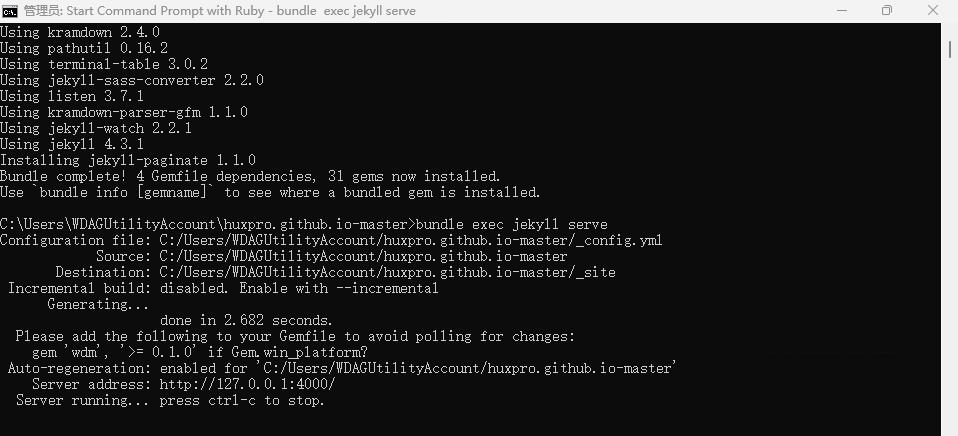 管理员: Start Command Prompt with Ruby - bundle  exec jekyll serve
Using kramdown 2.4.0
Using pathutil 0.16.2
Using terminal-table 3.0.2
Using jekyll-sass-converter 2.2.0
Using listen 3.7.1
Using kramdown-parser-gfm 1.1.0
Using jekyll-watch 2.2.1
Using jekyll 4.3.1
Installing jekyll-paginate 1.1.0
Bundle complete! 4 Gemfile dependencies, 31 gems now installed.
Use `bundle info [gemname]` to see where a bundled gem is installed.
C:\Users\WDAGUtilityAccount\huxpro.github.io-master>bundle exec jekyll serve
Configuration file: C:/Users/WDAGUtilityAccount/huxpro.github.io-master/_config.yml
Source: C:/Users/WDAGUtilityAccount/huxpro.github.io-master
Destination: C:/Users/WDAGUtilityAccount/huxpro.github.io-master/_site
Incremental build: disabled. Enable with --incremental
Generating...
done in 2.682 seconds.
Please add the following to your Gemfile to avoid polling for changes:
gem 'wdm', '>= 0.1.0' if Gem.win_platform?
Auto-regeneration: enabled for 'C:/Users/WDAGUtilityAccount/huxpro.github.io-master'
Server address: http://127.0.0.1:4000/
Server running... press ctrl-c to stop.